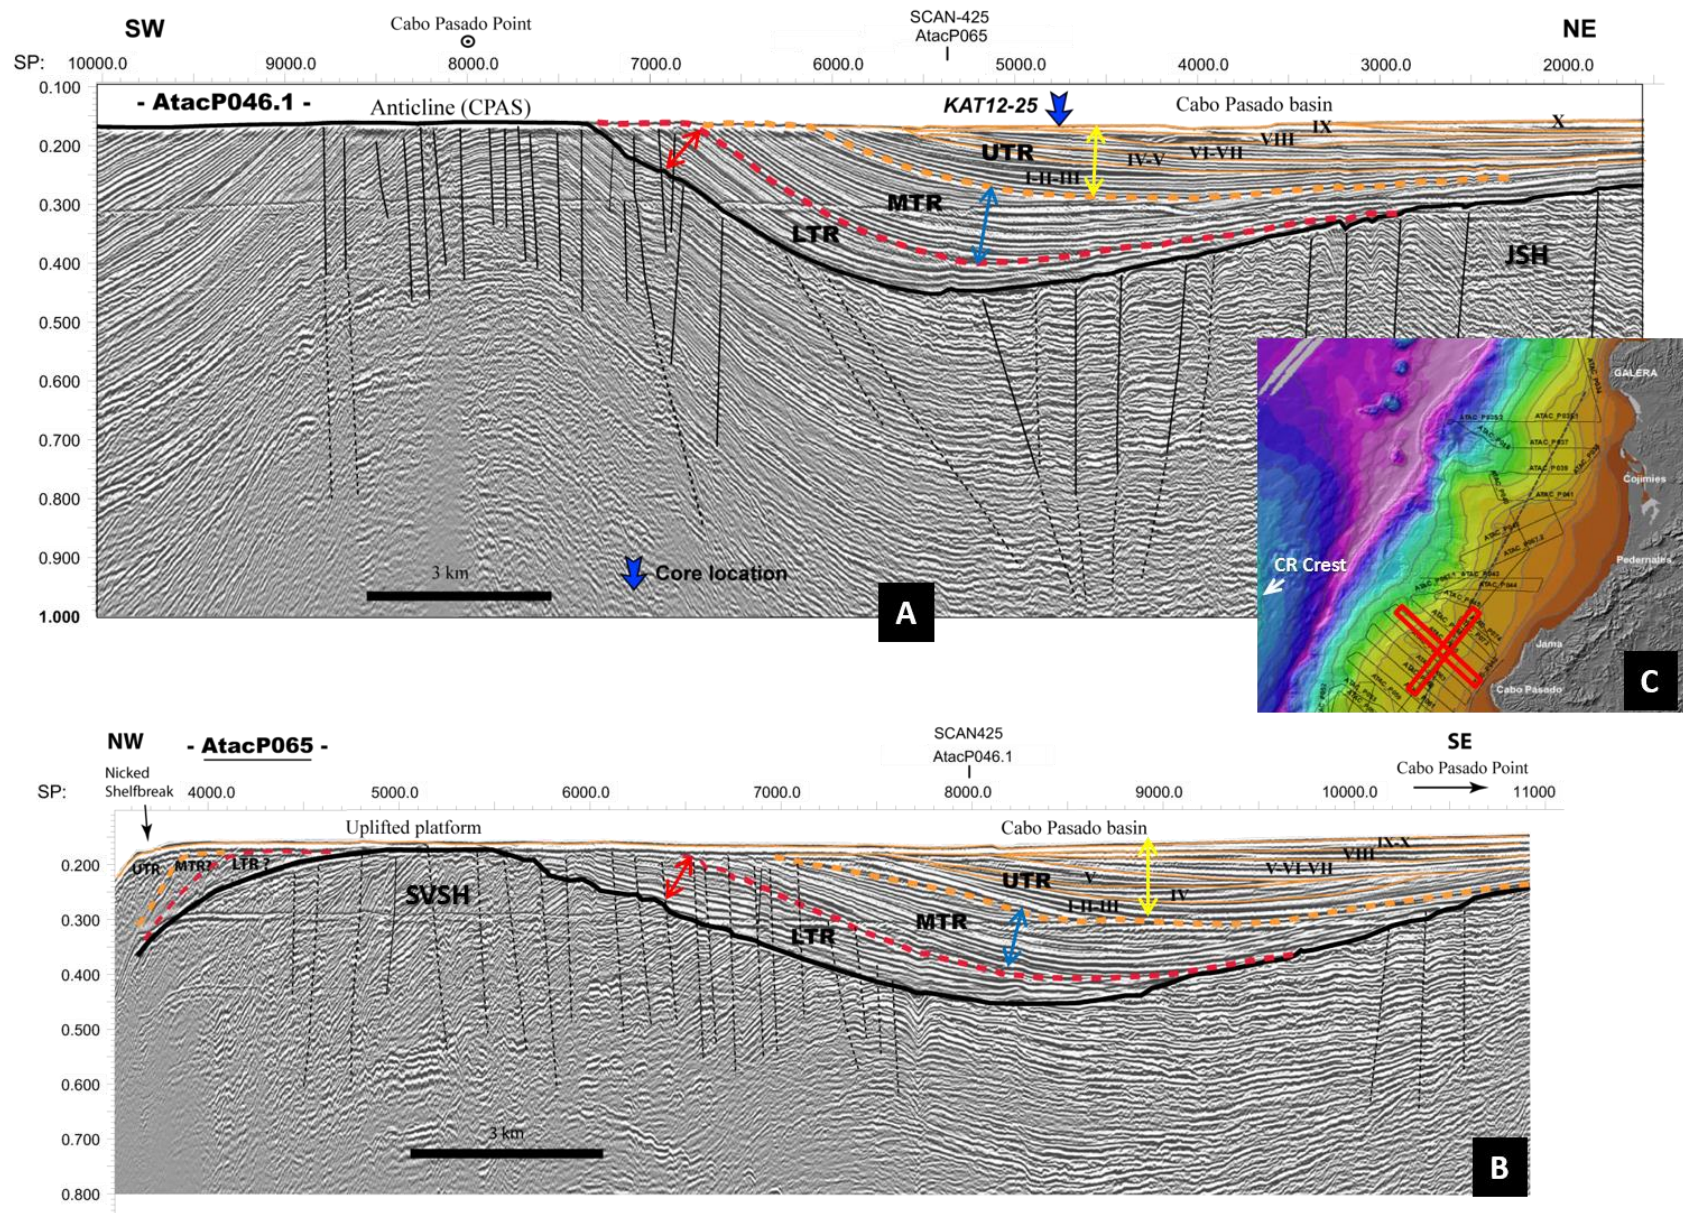 SW
Cabo Pasado Point
SCAN-425
AtacP065
NE
SP:
10000.0 9000.0 8000.0 7000.0 6000.0 5000.0 4000.0 3000.0 2000.0
0.100
- AtacP046.1 -
Anticline (CPAS)
KAT12-25
Cabo Pasado basin
IX
X
VIII
0.200
UTR
IV-V
VI-VII
I-II-III
0.300
MTR
LTR
0.400
JSH
0.500
0.600
0.700
0.800
0.900
3 km
Core location
1.000
A
GALERA
ATAC_P037
ATAC_P039
ATAC_P041
Cojimies
Pedernales
CR Crest
Jama
Cabo Pasado
C
NW
- AtacP065 -
SCAN425
AtacP046.1
SE
Cabo Pasado Point
Nicked
Shelfbreak
SP:
4000.0 5000.0 6000.0 7000.0 8000.0 9000.0 10000.0 11000
Uplifted platform
Cabo Pasado basin
IX-X
VIII
0.200
UTR
MTR?
LTR ?
V-VI-VII
SVSH
UTR
V
IV
I-II-III
0.300
MTR
LTR
0.400
0.500
0.600
0.700
3 km
B
0.800